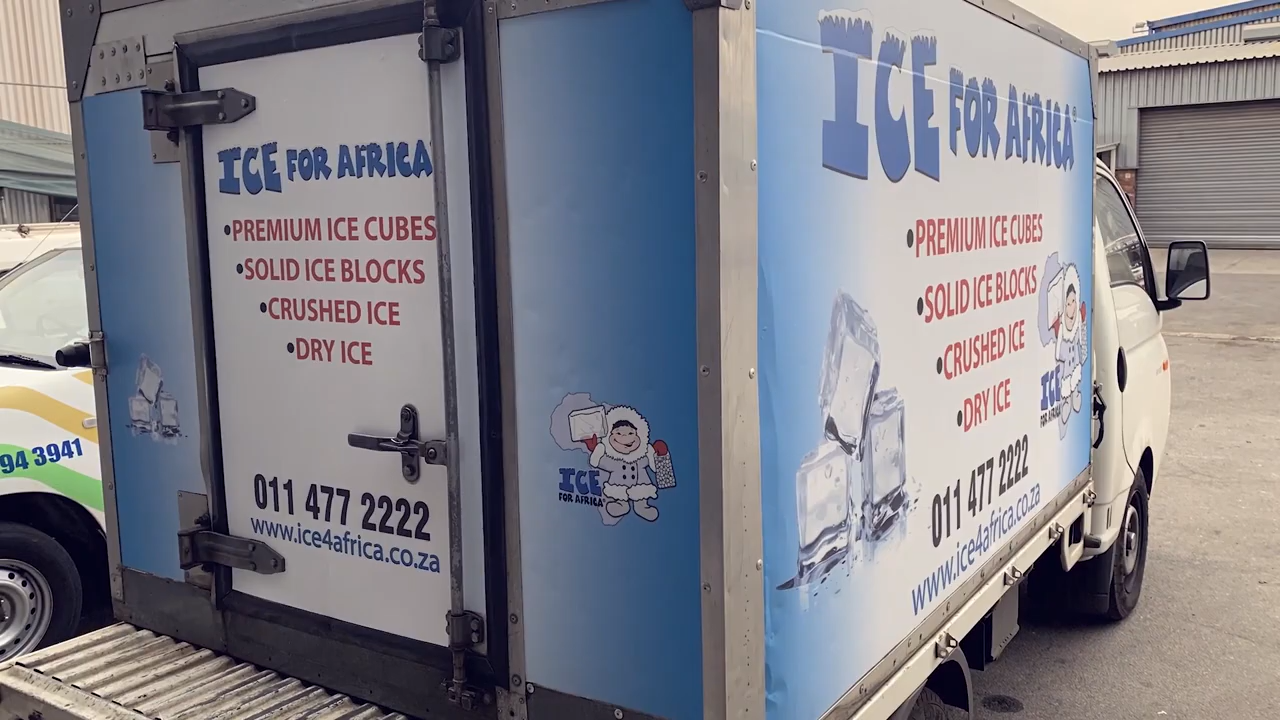 ICE FOR AFRICA
•PREMIUM ICE CUBES
•SOLID ICE BLOCKS
•CRUSHED ICE
•DRY ICE
011 477 2222
www.ice4africa.co.za
ICE
FOR AFRICA
ICE FOR AFRICA®
•PREMIUM ICE CUBES
•SOLID ICE BLOCKS
•CRUSHED ICE
•DRY ICE
011 477 2222
www.ice4africa.co.za
ICE
FOR AFRICA
94 3941